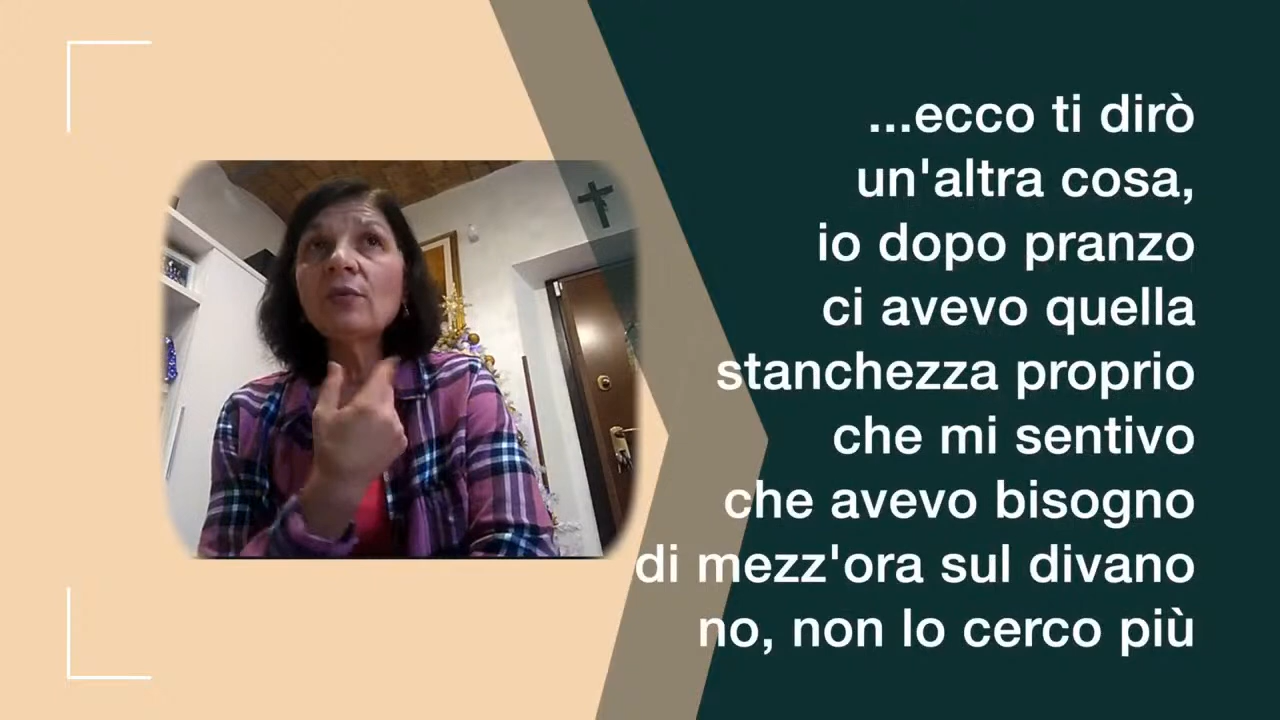 ...ecco ti dirò
un'altra cosa,
io dopo pranzo
ci avevo quella
stanchezza proprio
che mi sentivo
che avevo bisogno
di mezz'ora sul divano
no, non lo cerco più